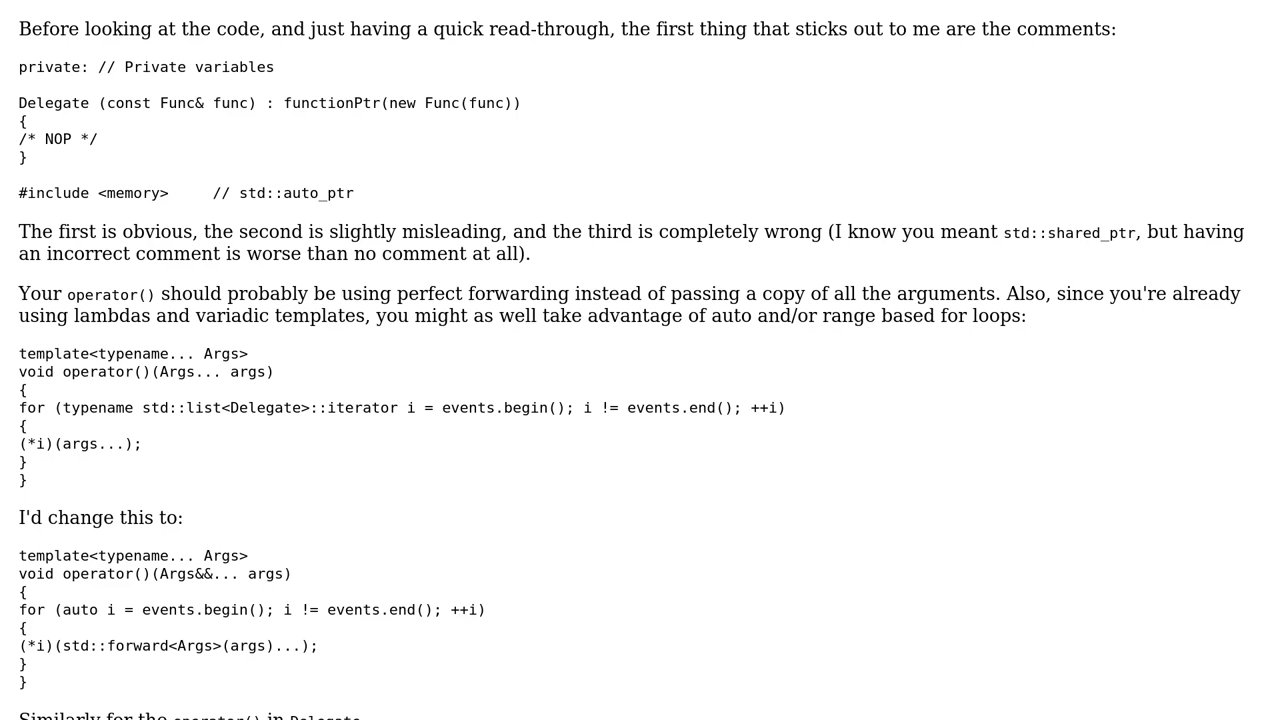 Before looking at the code, and just having a quick read-through, the first thing that sticks out to me are the comments:
private: // Private variables
Delegate (const Func& func) : functionPtr(new Func(func))
{
/* NOP */
}
#include <memory>     // std::auto_ptr
The first is obvious, the second is slightly misleading, and the third is completely wrong (I know you meant std::shared_ptr, but having
an incorrect comment is worse than no comment at all).
Your operator() should probably be using perfect forwarding instead of passing a copy of all the arguments. Also, since you're already
using lambdas and variadic templates, you might as well take advantage of auto and/or range based for loops:
template<typename... Args>
void operator()(Args... args)
{
for (typename std::list<Delegate>::iterator i = events.begin(); i != events.end(); ++i)
{
(*i)(args...);
}
}
I'd change this to:
template<typename... Args>
void operator()(Args&&... args)
{
for (auto i = events.begin(); i != events.end(); ++i)
{
(*i)(std::forward<Args>(args)...);
}
}
Similarly for the operator() in Delegate